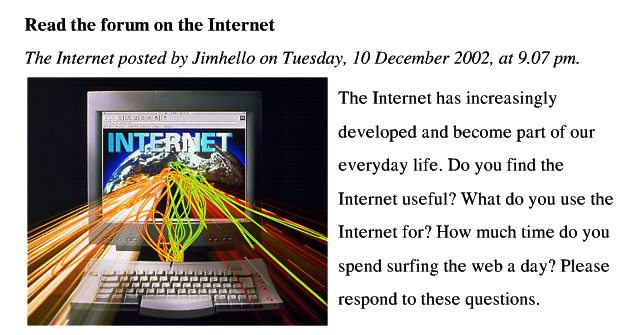 Read the forum on the Internet
The Internet posted by Jimhello on Tuesday, 10 December 2002, at 9.07 pm.
INTERNET
The Internet has increasingly
developed and become part of our
everyday life. Do you find the
Internet useful? What do you use the
Internet for? How much time do you
spend surfing the web a day? Please
respond to these questions.